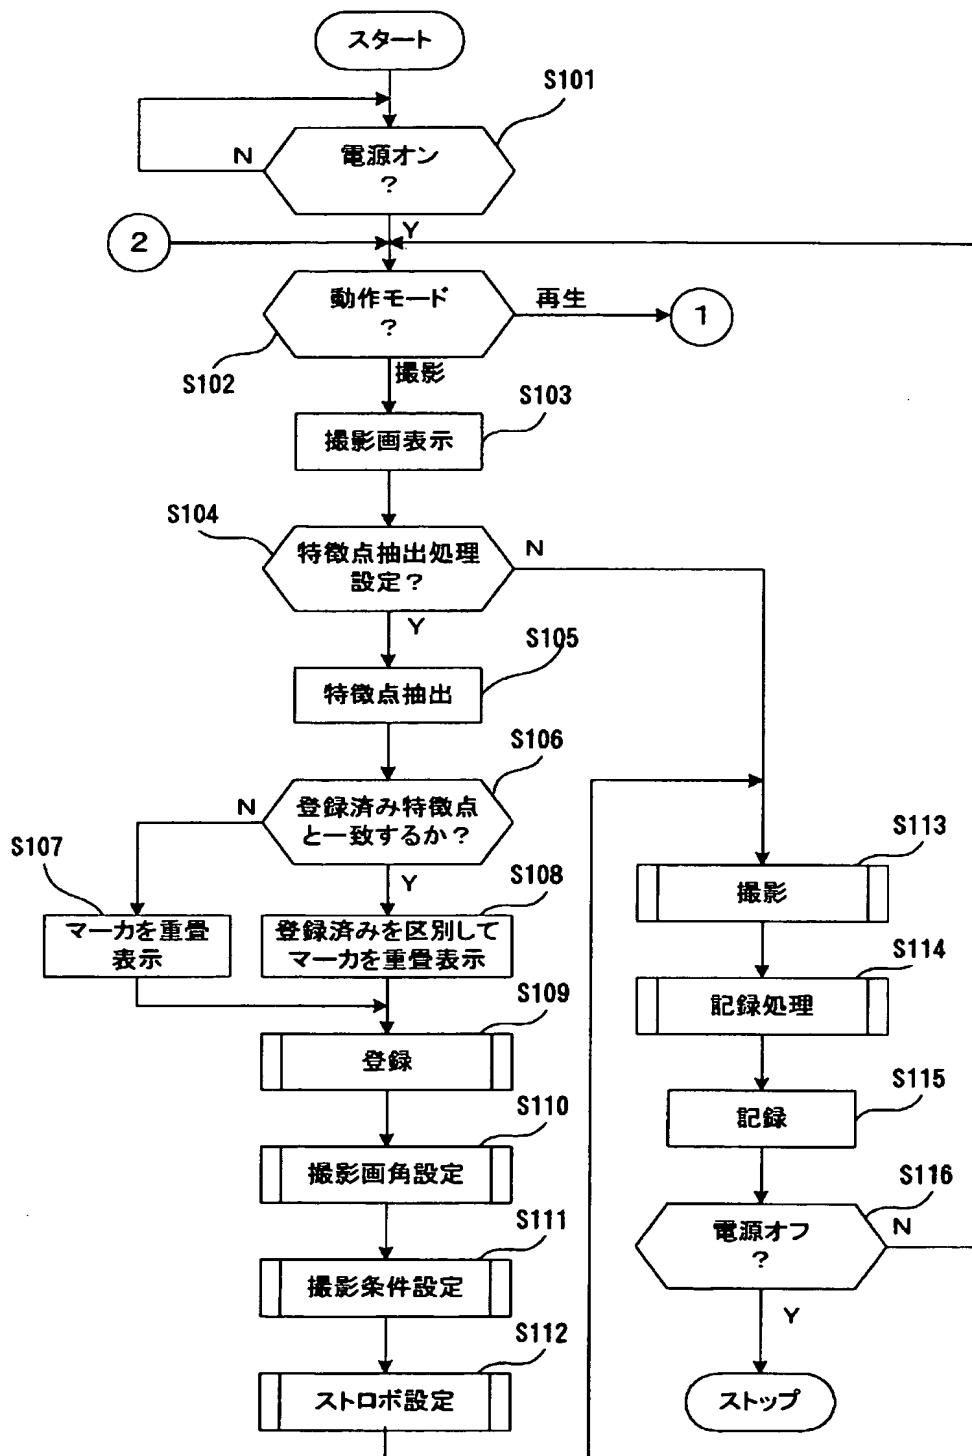 スタート
S101
電源オン
?
N
Y
2
動作モード
?
再生
1
S102
撮影
S103
撮影画表示
S104
特徴点抽出処理
設定?
N
Y
S105
特徴点抽出
S106
登録済み特徴点
と一致するか?
N
Y
S107
マーカを重畳
表示
S108
登録済みを区別して
マーカを重畳表示
S109
登録
S110
撮影画角設定
S111
撮影条件設定
S112
ストロボ設定
S113
撮影
S114
記録処理
S115
記録
S116
電源オフ
?
N
Y
ストップ